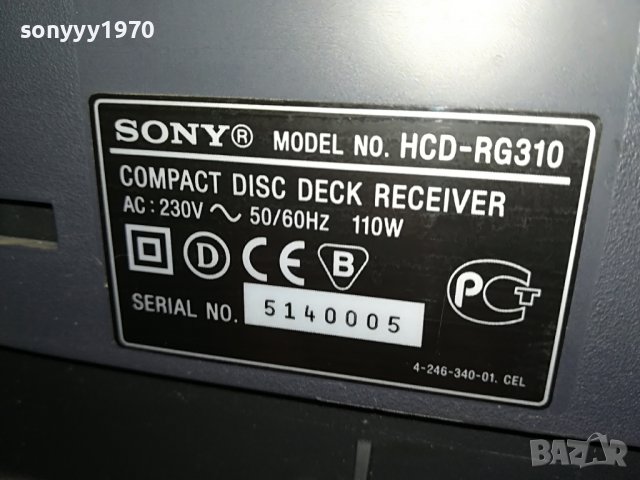 sonyyy1970
SONY® MODEL NO. HCD-RG310
COMPACT DISC DECK RECEIVER
AC: 230V ~ 50/60Hz 110W
D CE B
PCT
SERIAL NO. 5140005
4-246-340-01. CEL
BAZAR